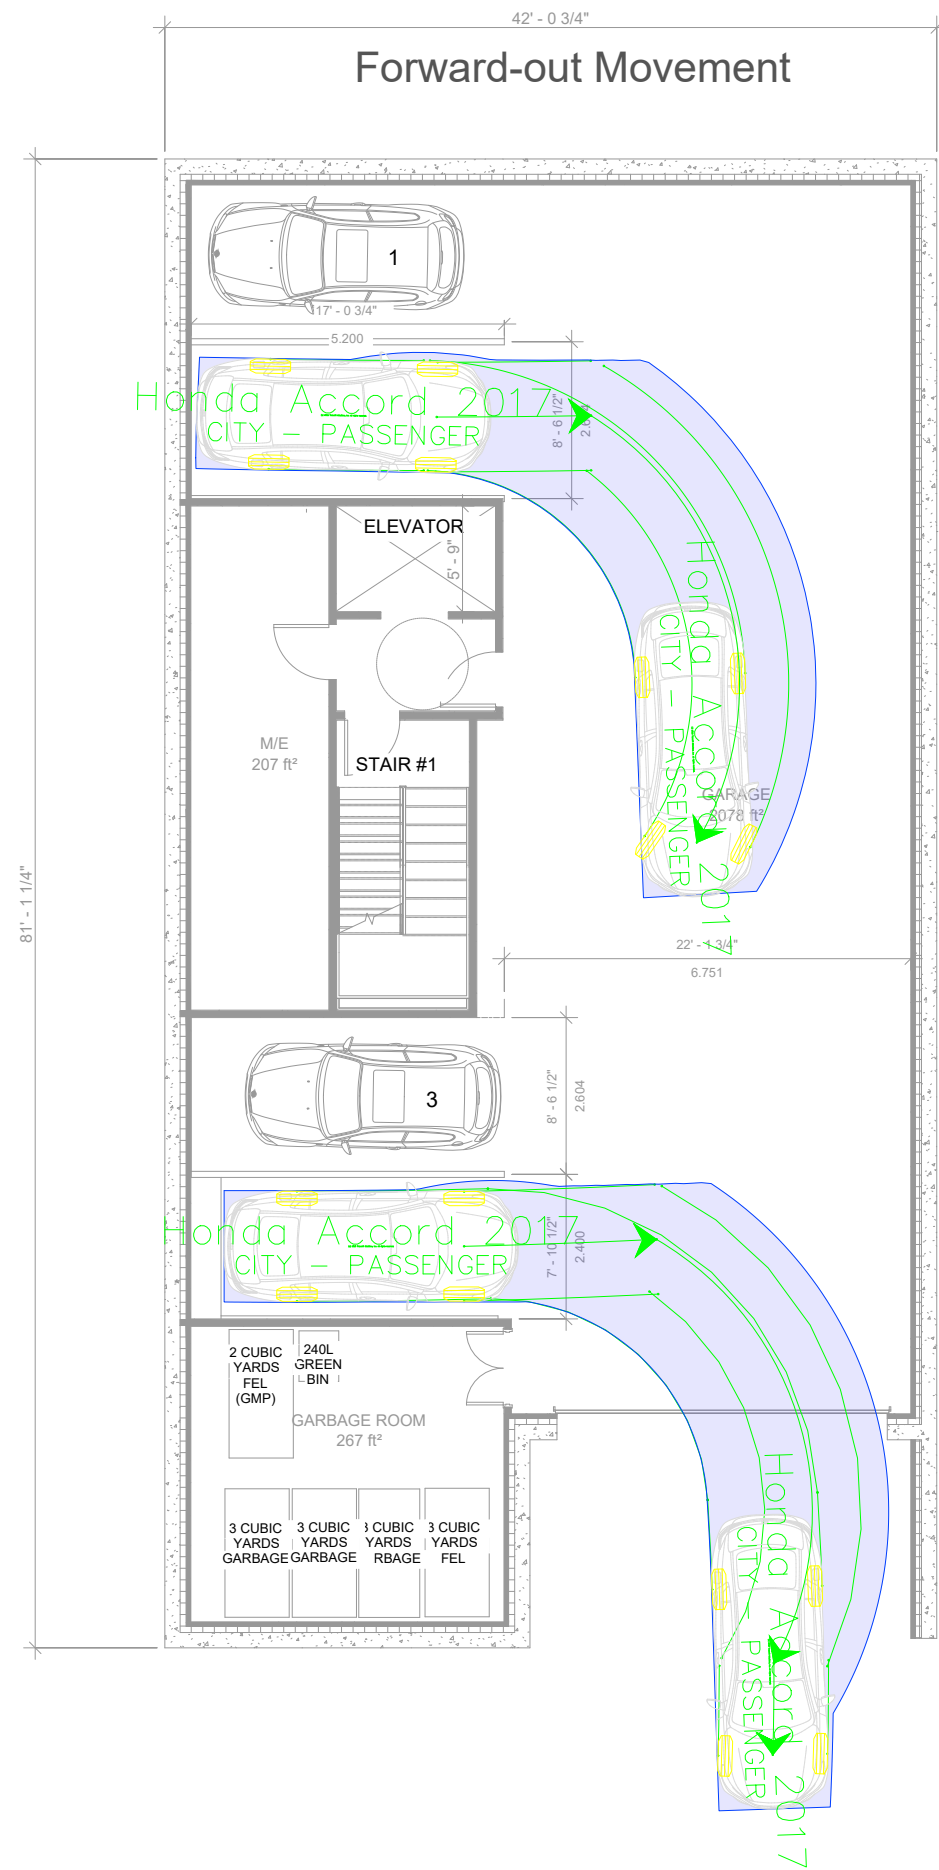 42' - 0 3/4"
Forward-out Movement
1
17' - 0 3/4"
5.200
Honda Accord 2017
CITY - PASSENGER
8' - 6 1/2"
ELEVATOR
5' - 9"
Honda Accord 2017
CITY - PASSENGER
M/E
207 ft²
STAIR #1
GARAGE
2078 ft²
81' - 1 1/4"
22' - 1 3/4"
6.751
3
8' - 6 1/2"
2.604
Honda Accord 2017
CITY - PASSENGER
7' - 10 1/2"
2.400
2 CUBIC
YARDS
FEL
(GMP)
240L
GREEN
BIN
GARBAGE ROOM
267 ft²
3 CUBIC
YARDS
GARBAGE
3 CUBIC
YARDS
GARBAGE
3 CUBIC
YARDS
RBAGE
3 CUBIC
YARDS
FEL
Honda Accord 2017
CITY - PASSENGER